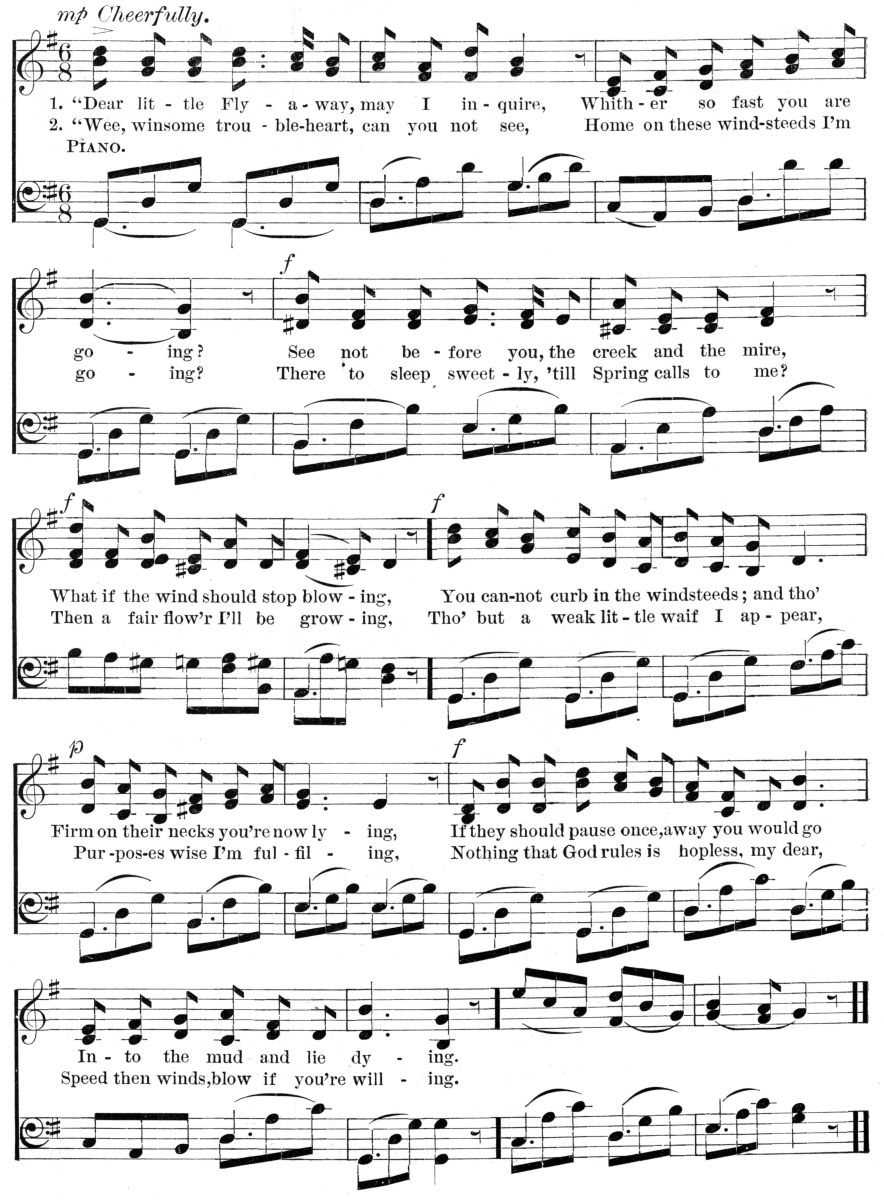 mp Cheerfully.
6 8
1. “Dear lit - tle Fly - a - way, may I in - quire, Whith - er so fast you are
2. “Wee, winsome trou - ble-heart, can you not see, Home on these wind-steeds I’m
PIANO.
6 8
f
go - ing? See not be - fore you, the creek and the mire,
go - ing? There to sleep sweet - ly, ’till Spring calls to me?
f f
What if the wind should stop blow - ing, You can-not curb in the windsteeds; and tho’
Then a fair flow’r I’ll be grow - ing, Tho’ but a weak lit - tle waif I ap - pear,
p f
Firm on their necks you’re now ly - ing, If they should pause once, away you would go
Pur - pos - es wise I’m ful - fil - ing, Nothing that God rules is hopless, my dear,
In - to the mud and lie dy - ing.
Speed then winds, blow if you’re will - ing.